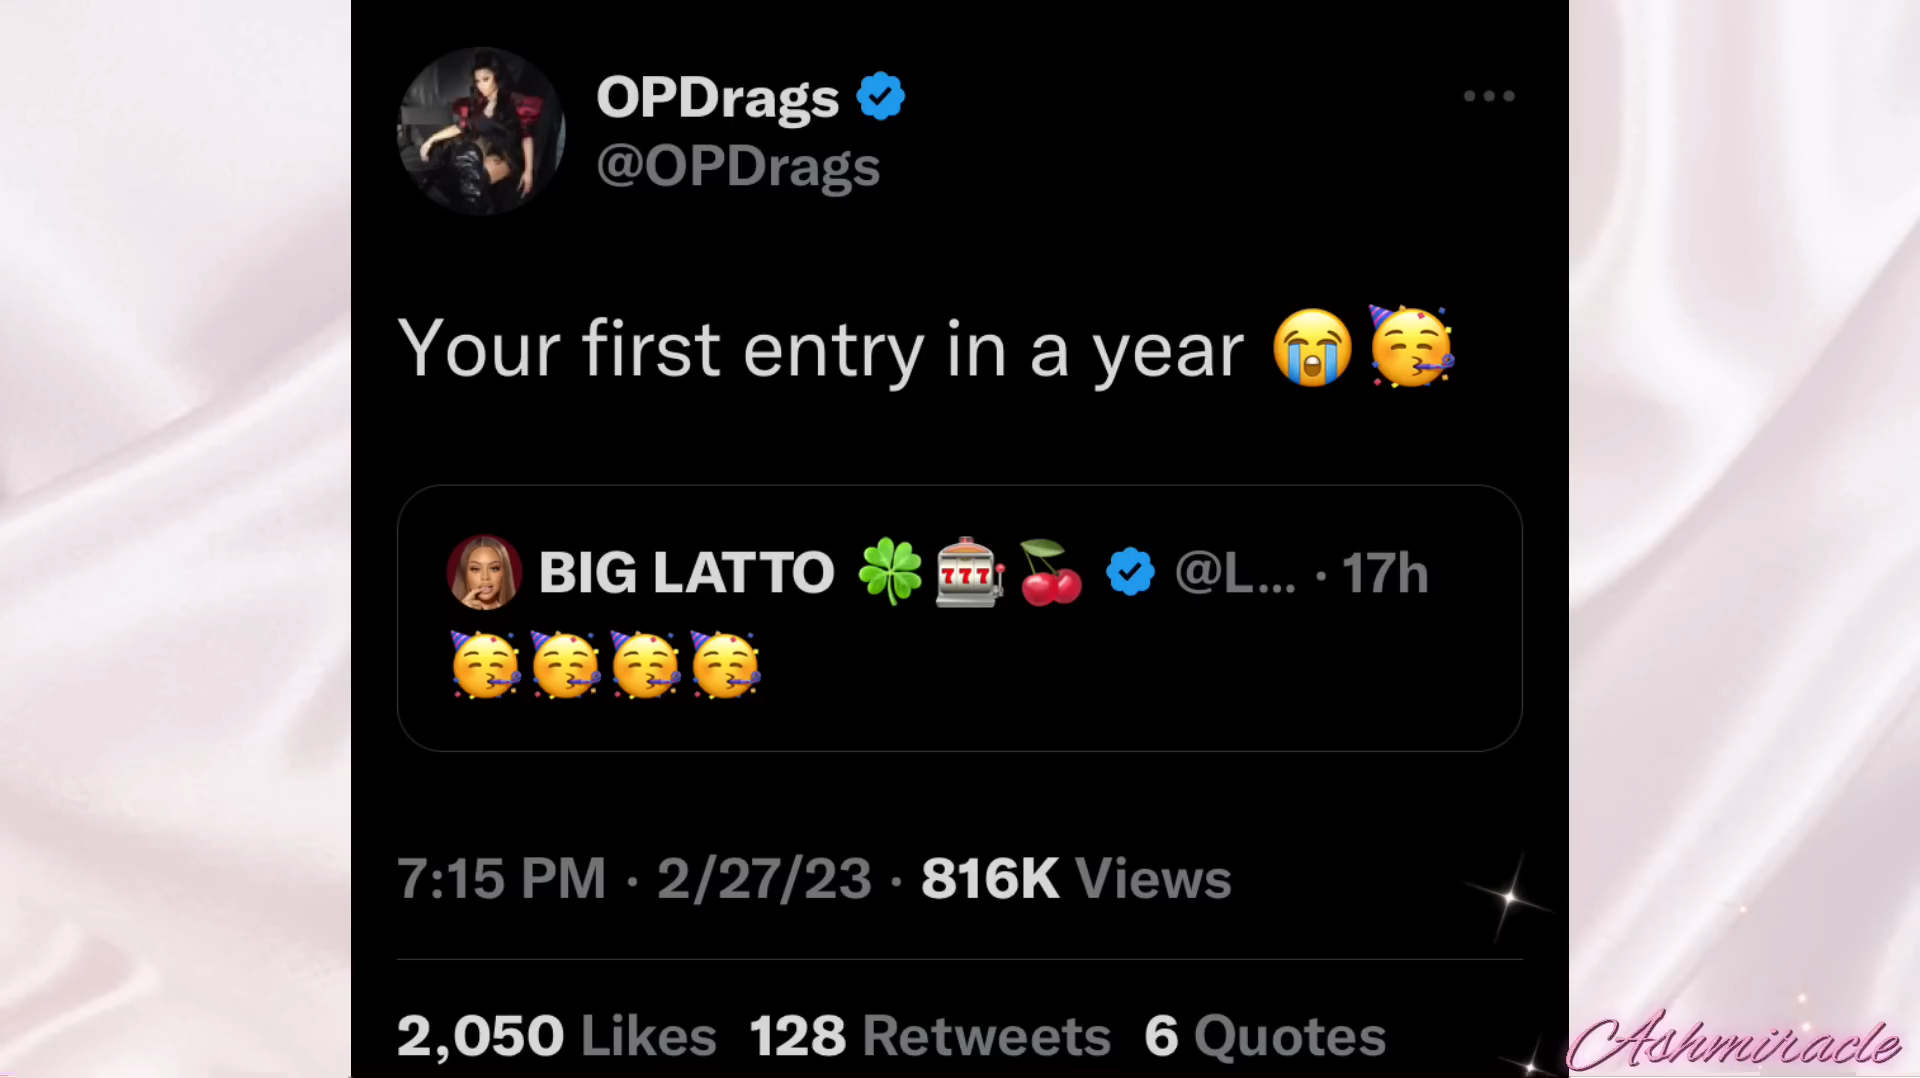 OPDrags
@OPDrags
Your first entry in a year 😭🥳
BIG LATTO 🍀🎰🍒 @L... · 17h
🥳🥳🥳🥳
7:15 PM · 2/27/23 · 816K Views
2,050 Likes 128 Retweets 6 Quotes
Ashmiracle